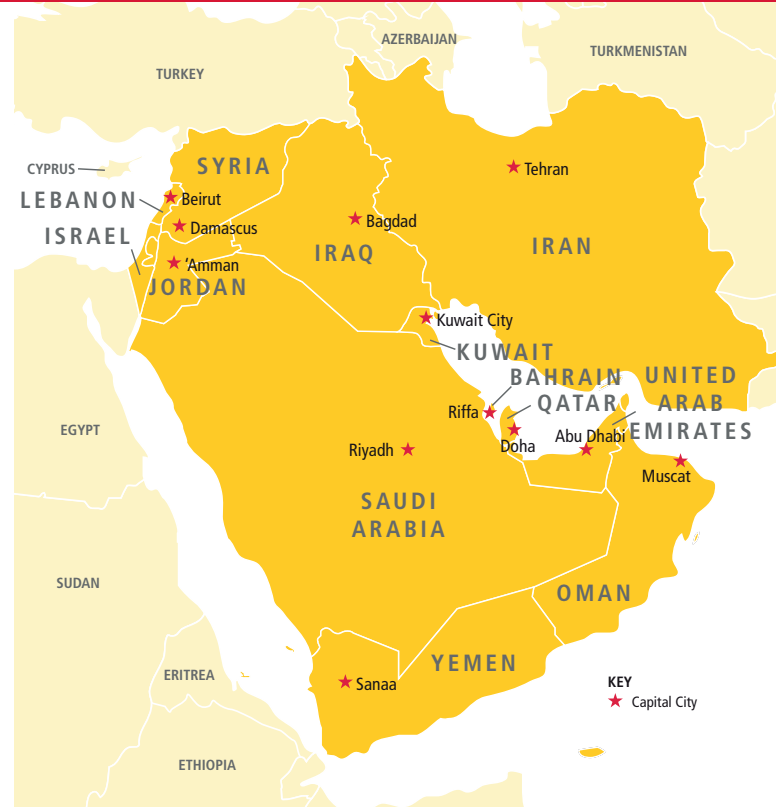 AZERBAIJAN
TURKMENISTAN
TURKEY
CYPRUS
SYRIA
Tehran
LEBANON
Beirut
Bagdad
ISRAEL
Damascus
IRAQ
IRAN
‘Amman
JORDAN
Kuwait City
KUWAIT
BAHRAIN
UNITED
ARAB
EMIRATES
QATAR
Riffa
Doha
Abu Dhabi
EGYPT
Riyadh
Muscat
SAUDI
ARABIA
SUDAN
OMAN
YEMEN
ERITREA
Sanaa
KEY
Capital City
ETHIOPIA